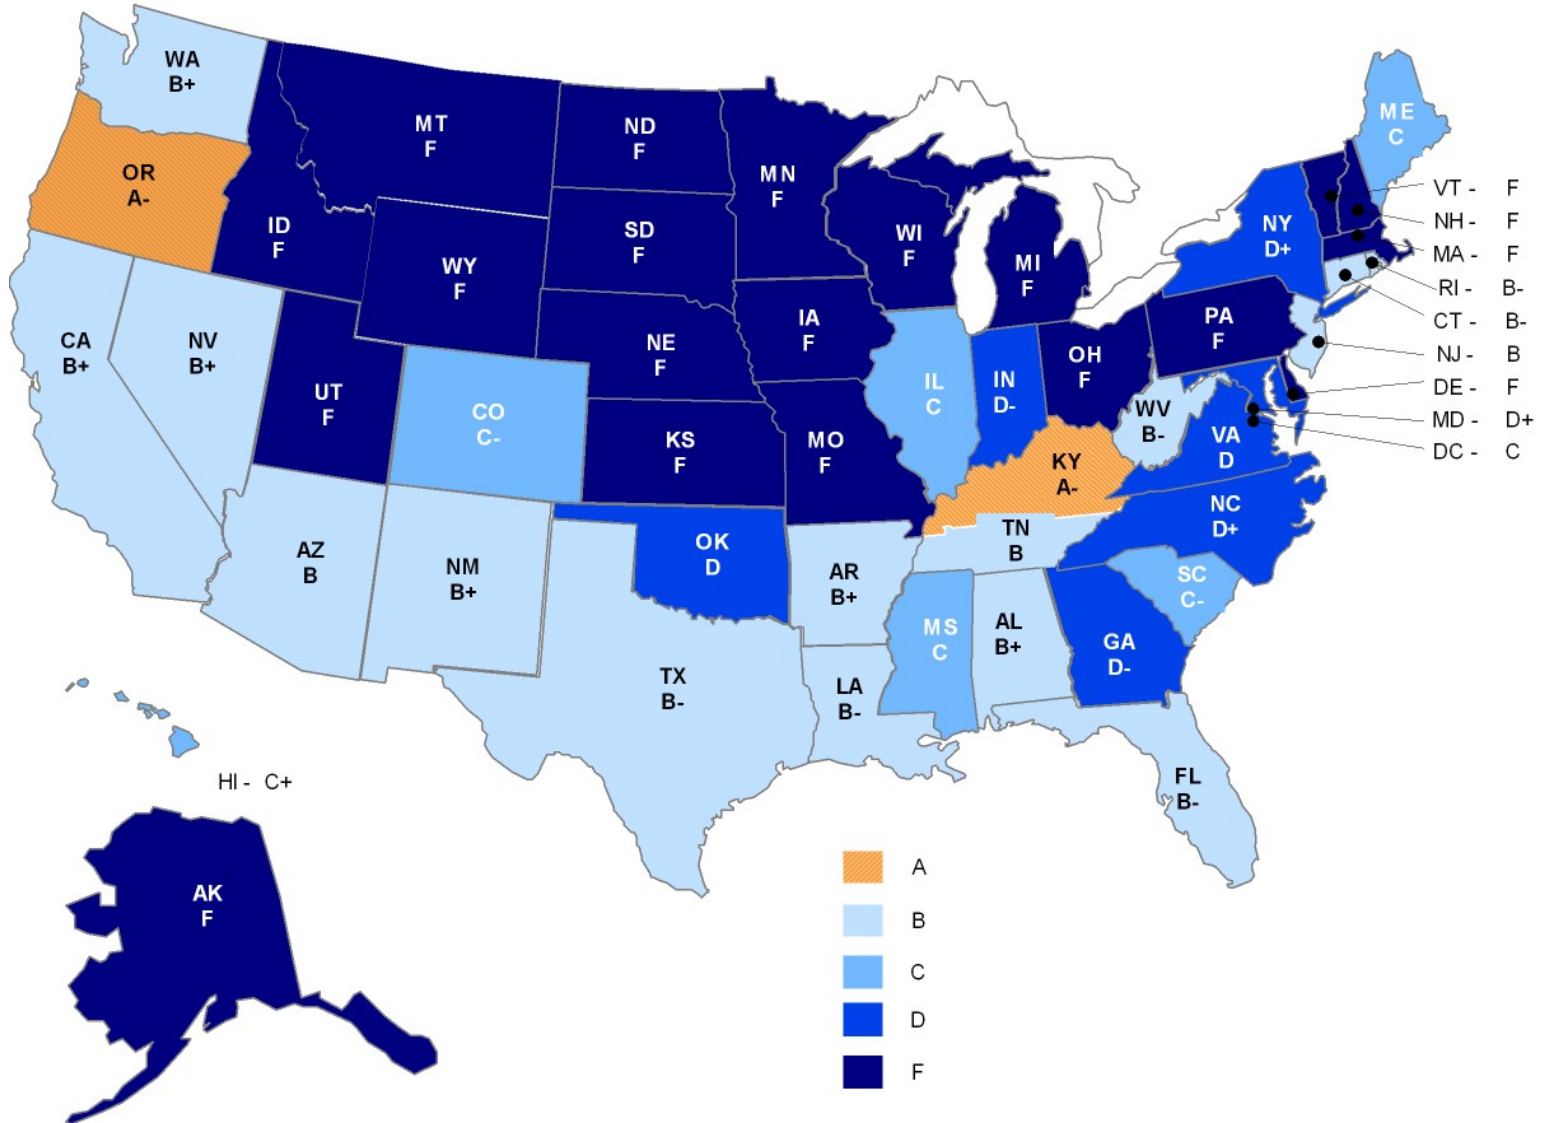 WA
B+
OR
A-
MT
F
ND
F
MN
F
ID
F
WY
F
SD
F
WI
F
MI
F
NY
D+
ME
C
VT - F
NH - F
MA - F
RI - B-
CT - B-
NJ - B
DE - F
MD - D+
DC - C
CA
B+
NV
B+
UT
F
CO
C-
NE
F
IA
F
IL
C
IN
D-
OH
F
PA
F
KS
F
MO
F
KY
A-
WV
B-
VA
D
NC
D+
AZ
B
NM
B+
OK
D
AR
B+
TN
B
SC
C-
MS
C
AL
B+
GA
D-
TX
B-
LA
B-
FL
B-
HI - C+
AK
F
A
B
C
D
F